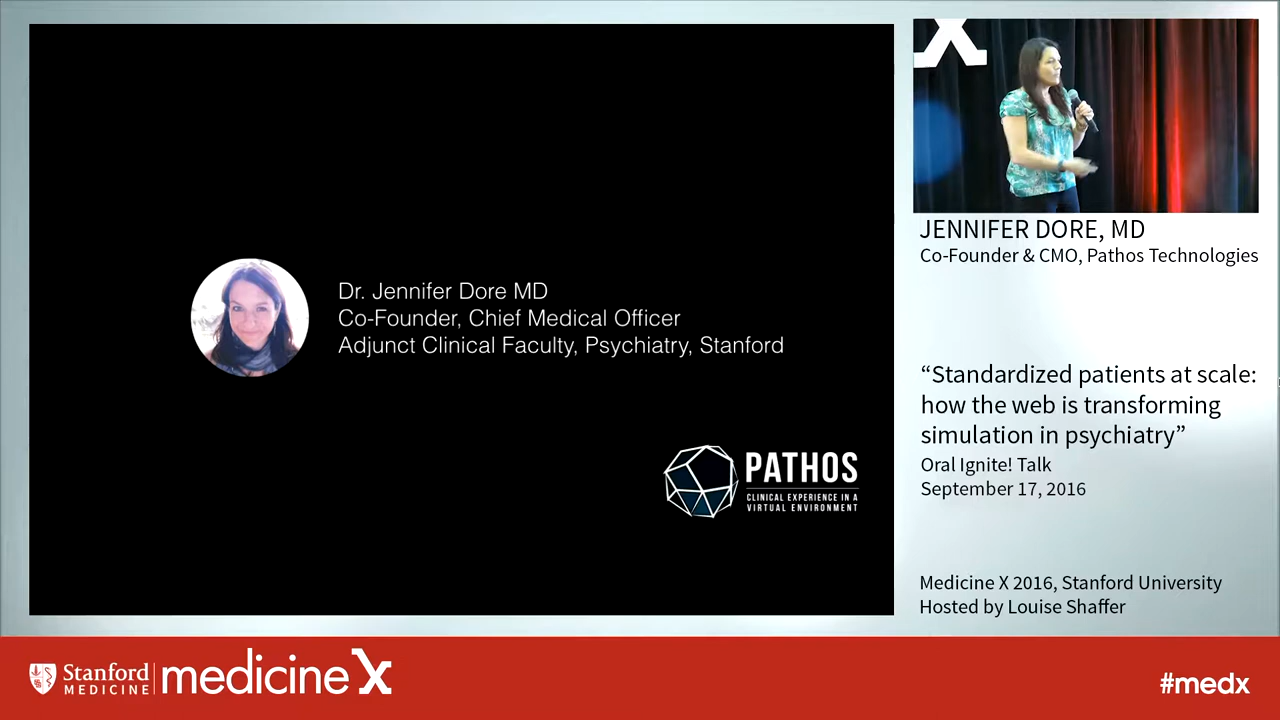 Dr. Jennifer Dore MD
Co-Founder, Chief Medical Officer
Adjunct Clinical Faculty, Psychiatry, Stanford
PATHOS
CLINICAL EXPERIENCE IN A
VIRTUAL ENVIRONMENT
X
JENNIFER DORE, MD
Co-Founder & CMO, Pathos Technologies
“Standardized patients at scale:
how the web is transforming
simulation in psychiatry”
Oral Ignite! Talk
September 17, 2016
Medicine X 2016, Stanford University
Hosted by Louise Shaffer
Stanford
MEDICINE
medicine X
#medx